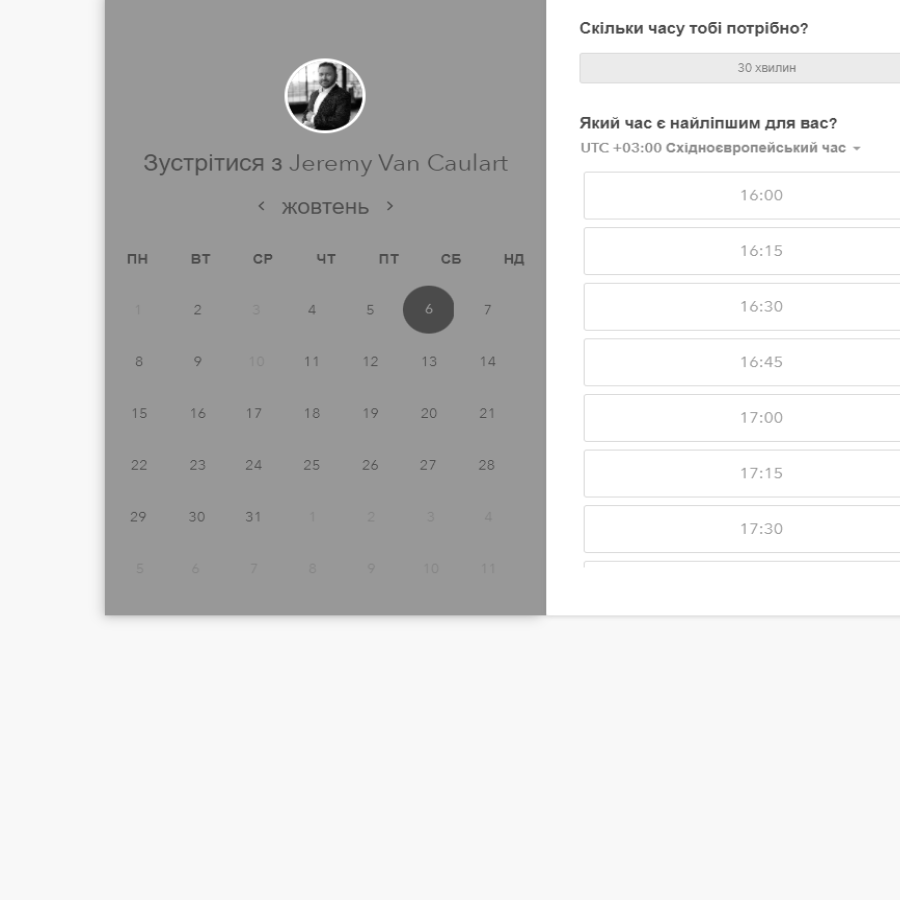 Зустрітися з Jeremy Van Caulart
жовтень
ПН ВТ СР ЧТ ПТ СБ НД
1 2 3 4 5 6 7
8 9 10 11 12 13 14
15 16 17 18 19 20 21
22 23 24 25 26 27 28
29 30 31 1 2 3 4
5 6 7 8 9 10 11
Скільки часу тобі потрібно?
30 хвилин
Який час є найліпшим для вас?
UTC +03:00 Східноєвропейський час
16:00
16:15
16:30
16:45
17:00
17:15
17:30